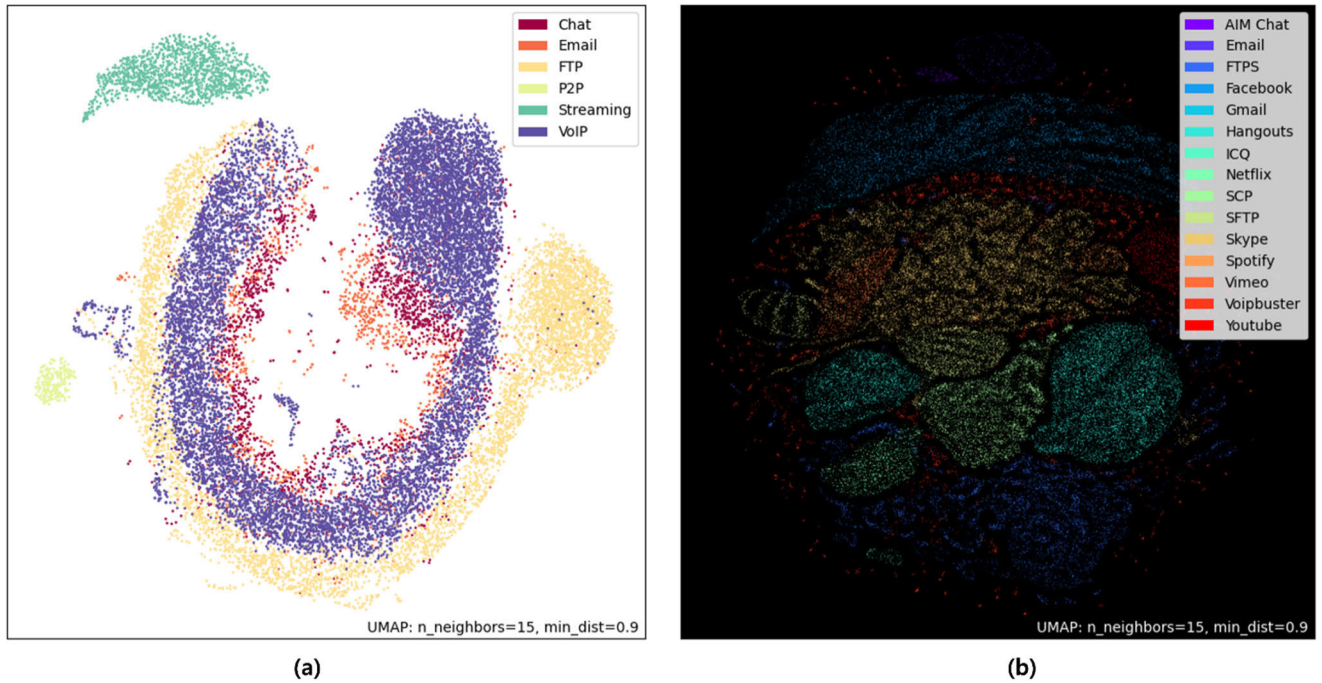 Chat
Email
FTP
P2P
Streaming
VoIP
UMAP: n_neighbors=15, min_dist=0.9
(a)
AIM Chat
Email
FTPS
Facebook
Gmail
Hangouts
ICQ
Netflix
SCP
SFTP
Skype
Spotify
Vimeo
Voipbuster
Youtube
UMAP: n_neighbors=15, min_dist=0.9
(b)